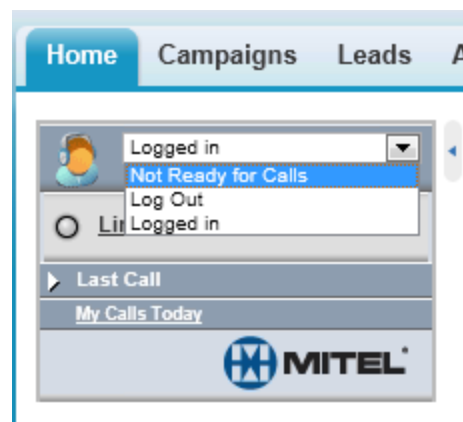 Home Campaigns Leads A
Logged in
Not Ready for Calls
Log Out
Logged in
Last Call
My Calls Today
MITEL